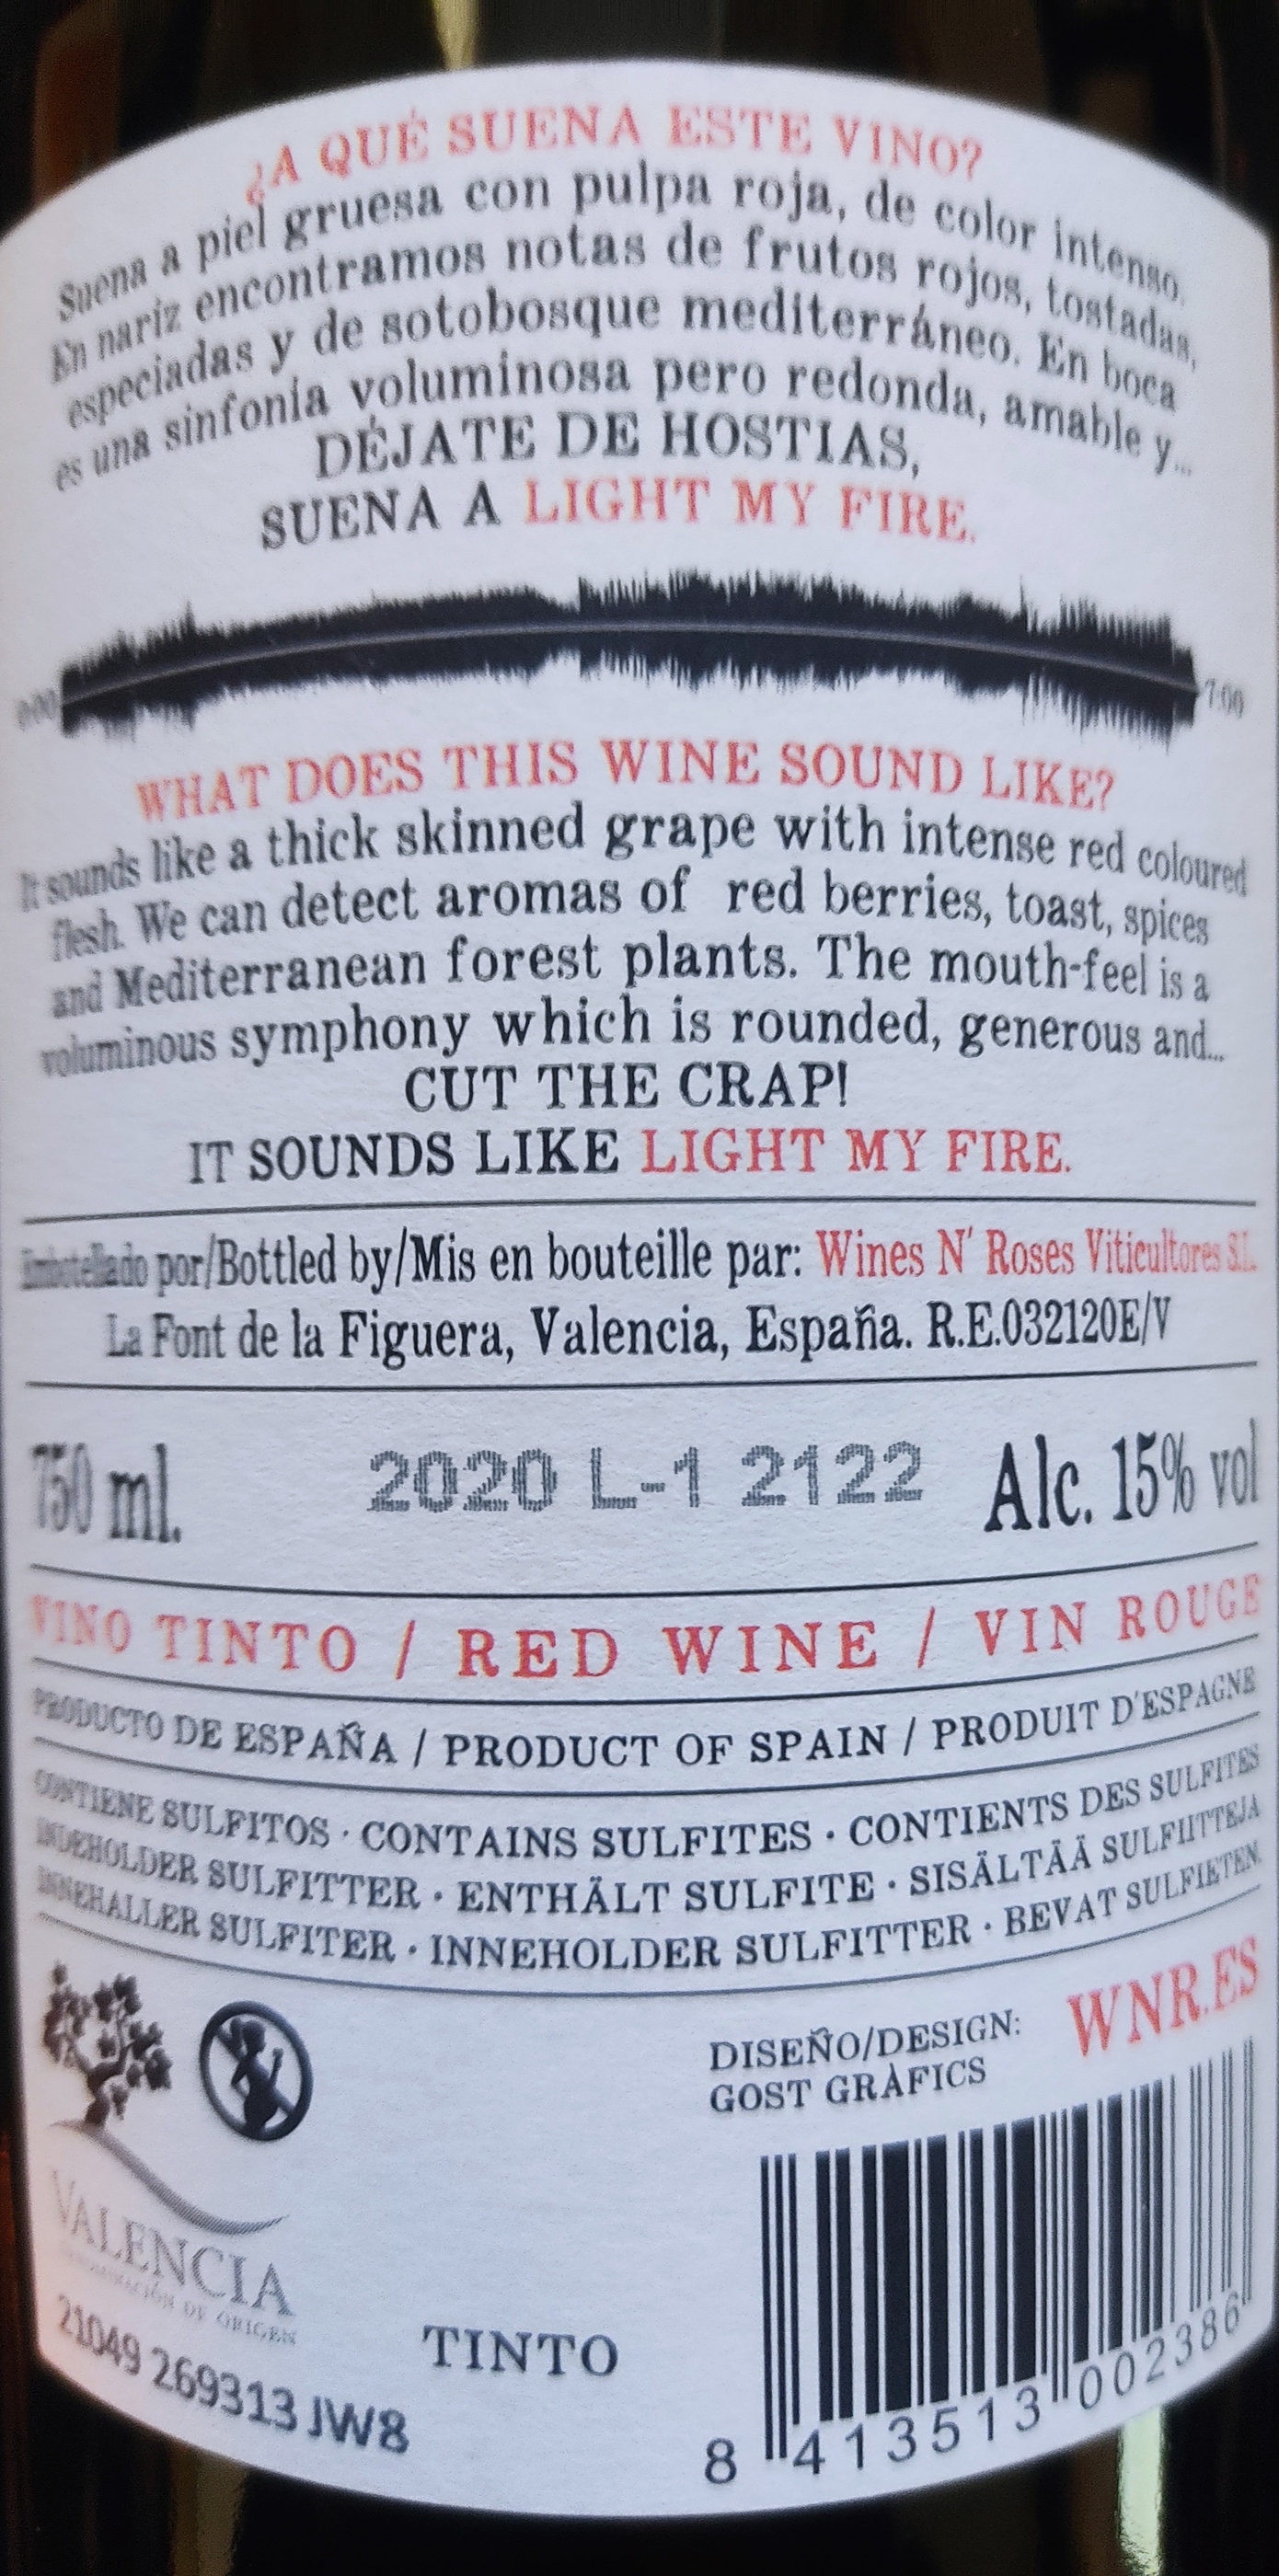 ¿A QUÉ SUENA ESTE VINO?
Suena a piel gruesa con pulpa roja, de color intenso.
En nariz encontramos notas de frutos rojos, tostadas,
especiadas y de sotobosque mediterráneo. En boca
es una sinfonía voluminosa pero redonda, amable y...
DÉJATE DE HOSTIAS,
SUENA A LIGHT MY FIRE.
0:00 7:00
WHAT DOES THIS WINE SOUND LIKE?
It sounds like a thick skinned grape with intense red coloured
flesh. We can detect aromas of red berries, toast, spices
and Mediterranean forest plants. The mouth-feel is a
voluminous symphony which is rounded, generous and...
CUT THE CRAP!
IT SOUNDS LIKE LIGHT MY FIRE.
Embotellado por/Bottled by/Mis en bouteille par: Wines N' Roses Viticultores S.L.
La Font de la Figuera, Valencia, España. R.E.032120E/V
750 ml. 2020 L-1 2122 Alc. 15% vol
VINO TINTO / RED WINE / VIN ROUGE
PRODUCTO DE ESPAÑA / PRODUCT OF SPAIN / PRODUIT D'ESPAGNE
CONTIENE SULFITOS · CONTAINS SULFITES · CONTIENTS DES SULFITES
INDEHOLDER SULFITTER · ENTHÄLT SULFITE · SISÄLTÄÄ SULFIITTEJA
INNEHALLER SULFITER · INNEHOLDER SULFITTER · BEVAT SULFIETEN.
WNR.ES
DISEÑO/DESIGN:
GOST GRÀFICS
VALENCIA
DENOMINACIÓN DE ORIGEN
21049 269313 JW8
TINTO
8 413513 002386